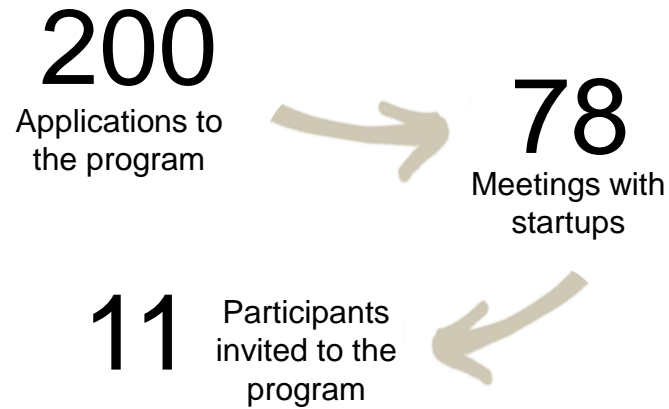 200
Applications to
the program
78
Meetings with
startups
11
Participants
invited to the
program